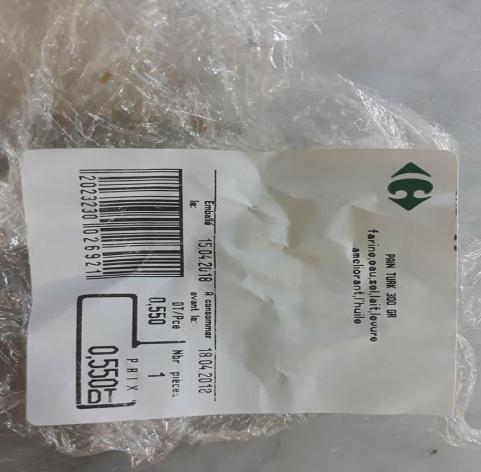 PAIN TURK 300 GR
farine,eau,sel,lait,levure
ameliorant,l'huile
Emballé le: 15.04.2018 A consommer avant le: 18.04.2018
DT/Pce Nbr pièces
0,550 1
PRIX
0,550DT
2023230026921